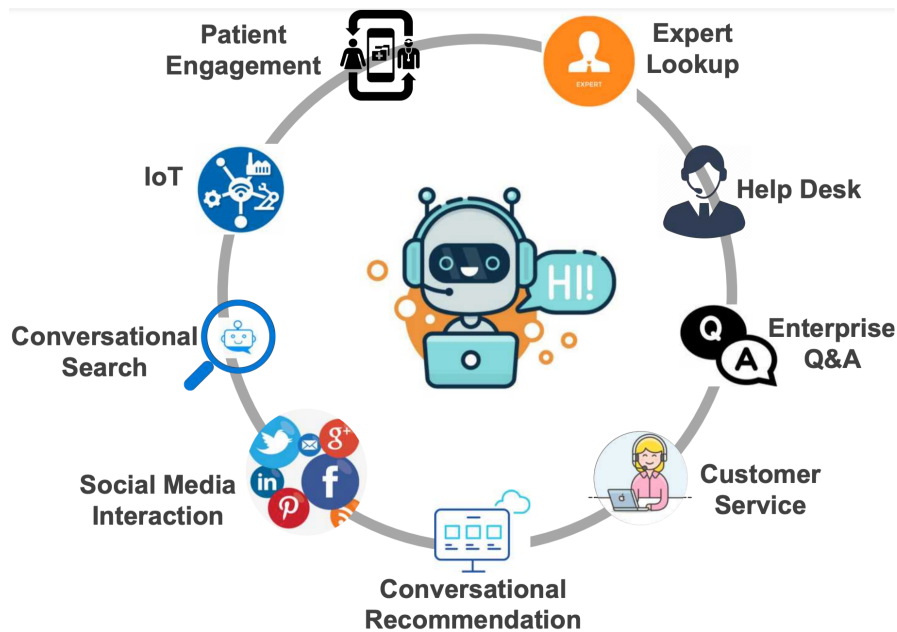 Patient
Engagement
Expert
Lookup
EXPERT
IoT
Help Desk
HI!
Conversational
Search
Q
A
Enterprise
Q&A
g+
in
f
Social Media
Interaction
Customer
Service
Conversational
Recommendation